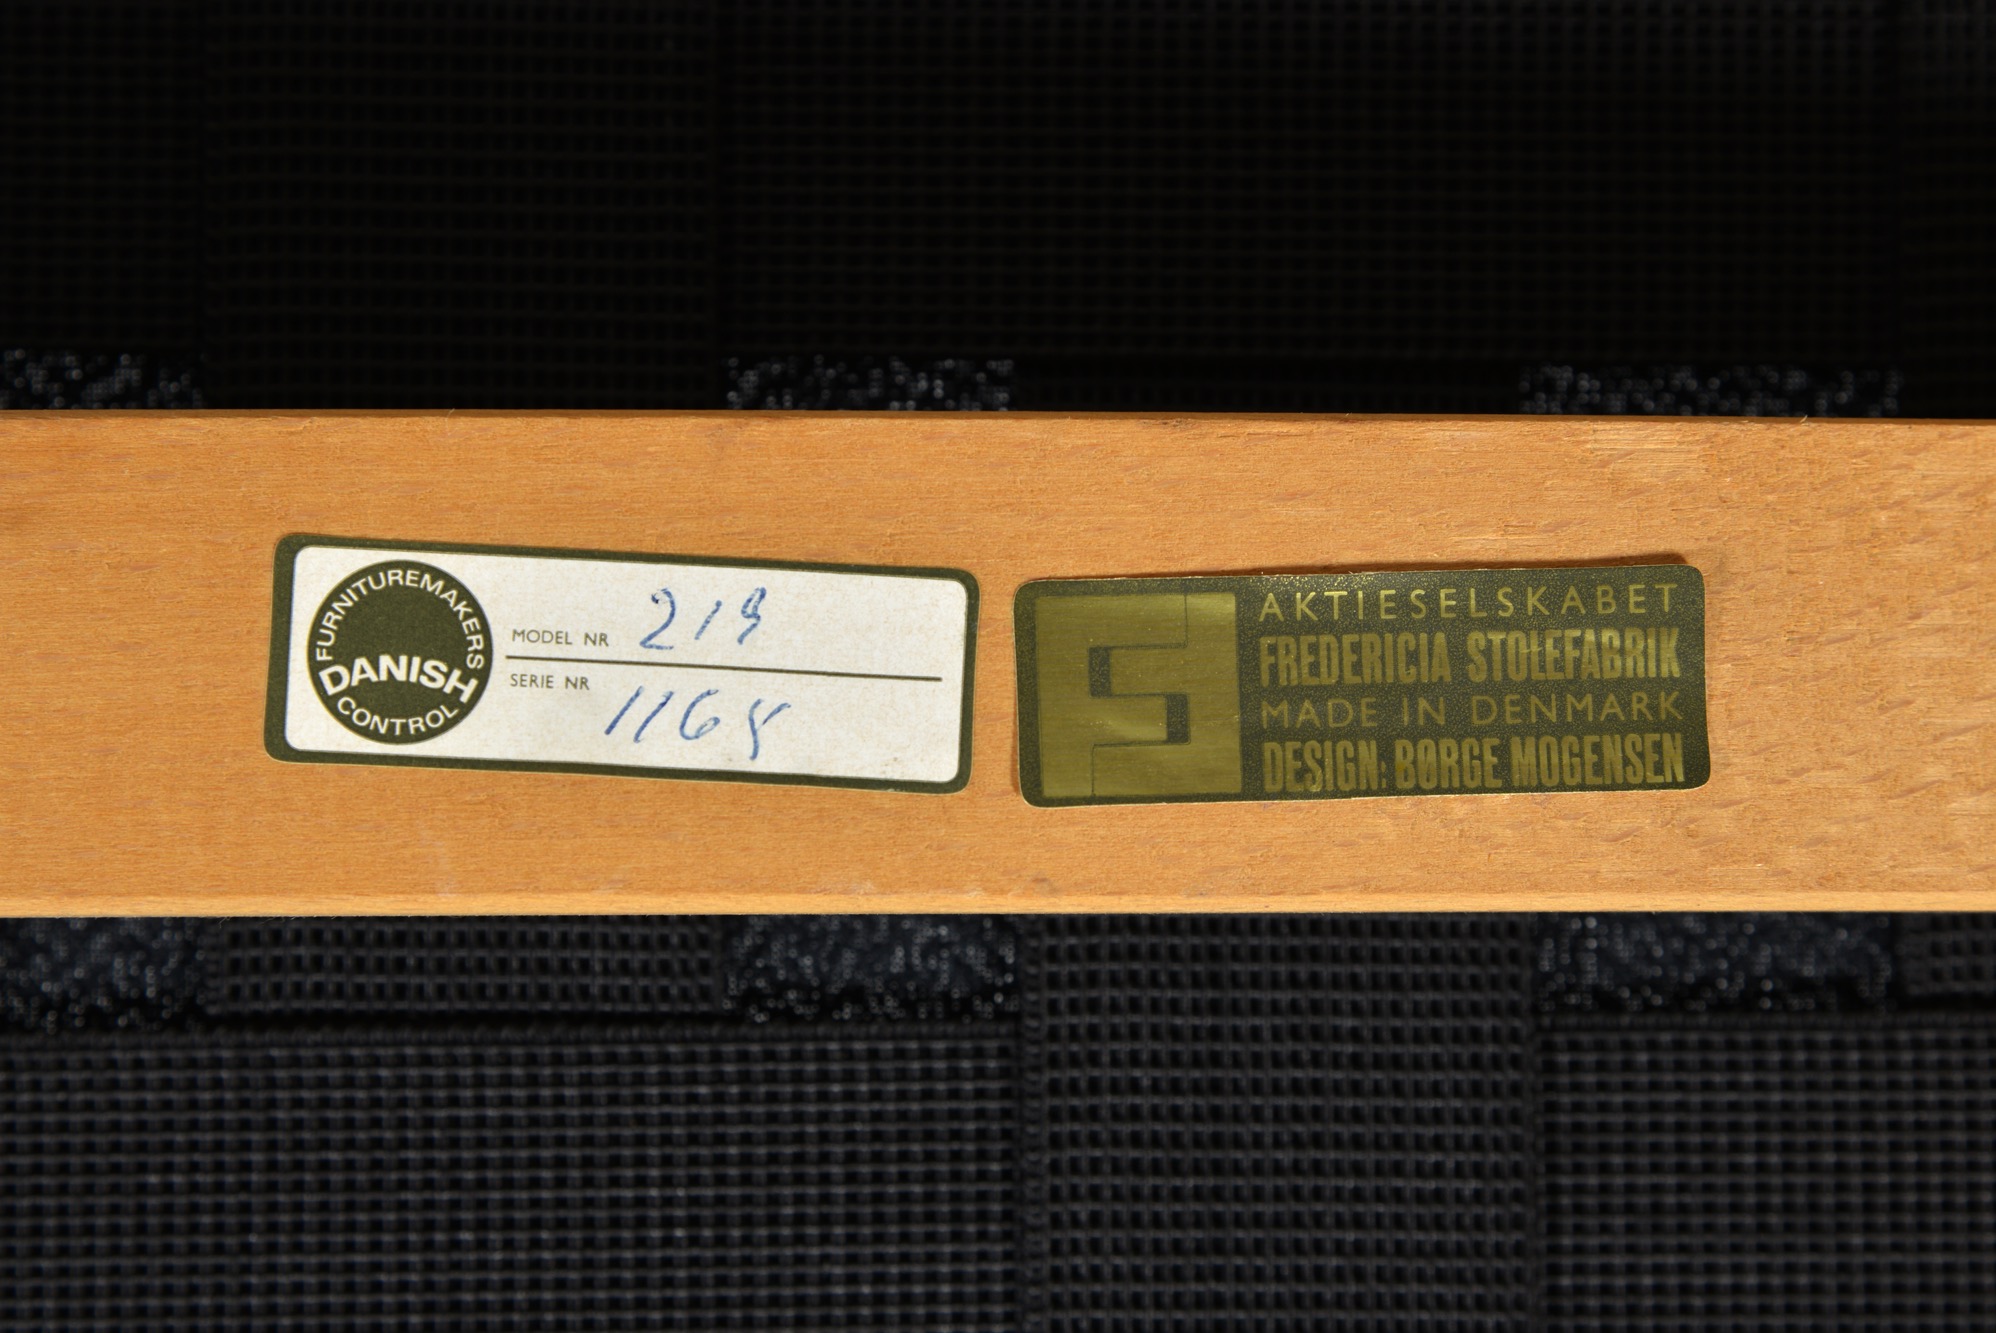 FURNITUREMAKERS
DANISH
CONTROL
MODEL NR 219
SERIE NR 1168
AKTIESELSKABET
FREDERICIA STOLEFABRIK
MADE IN DENMARK
DESIGN: BØRGE MOGENSEN